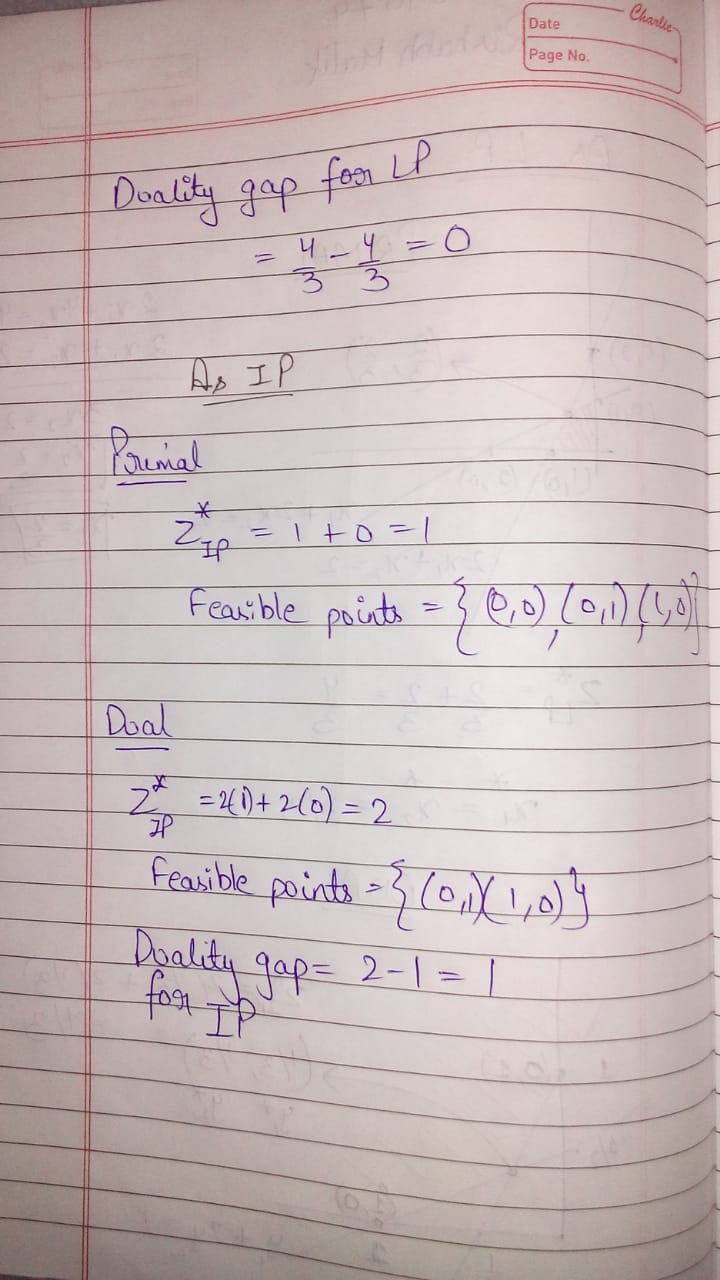 Charlie
Date
Page No.
Duality gap for LP
= 4/3 - 4/3 = 0
As IP
Primal
Z*IP = 1 + 0 = 1
Feasible points = { (0,0), (0,1), (1,0) }
Dual
Z*IP = 2(1) + 2(0) = 2
Feasible points = { (0,1)(1,0) }
Duality gap = 2 - 1 = 1
for IP